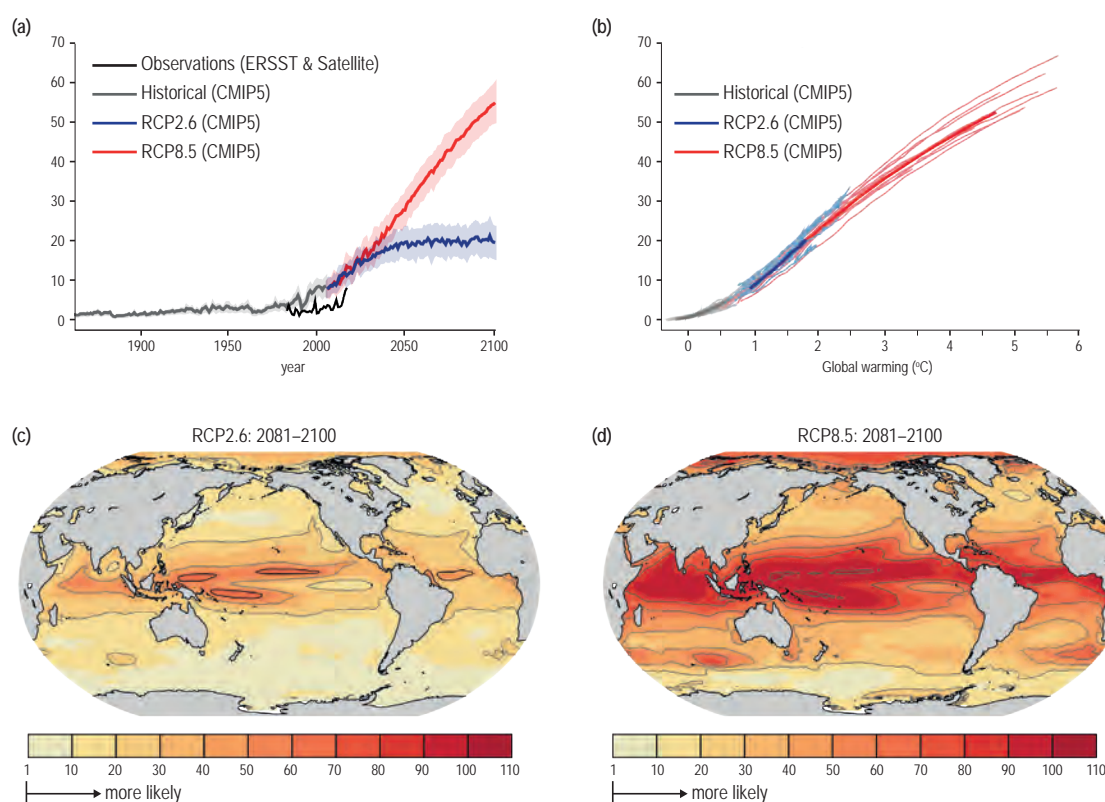 (a)
70
60
50
40
30
20
10
0
Observations (ERSST & Satellite)
Historical (CMIP5)
RCP2.6 (CMIP5)
RCP8.5 (CMIP5)
1900 1950 2000 2050 2100
year
(b)
70
60
50
40
30
20
10
0
Historical (CMIP5)
RCP2.6 (CMIP5)
RCP8.5 (CMIP5)
0 1 2 3 4 5 6
Global warming (°C)
(c)
RCP2.6: 2081–2100
1 10 20 30 40 50 60 70 80 90 100 110
more likely
(d)
RCP8.5: 2081–2100
1 10 20 30 40 50 60 70 80 90 100 110
more likely